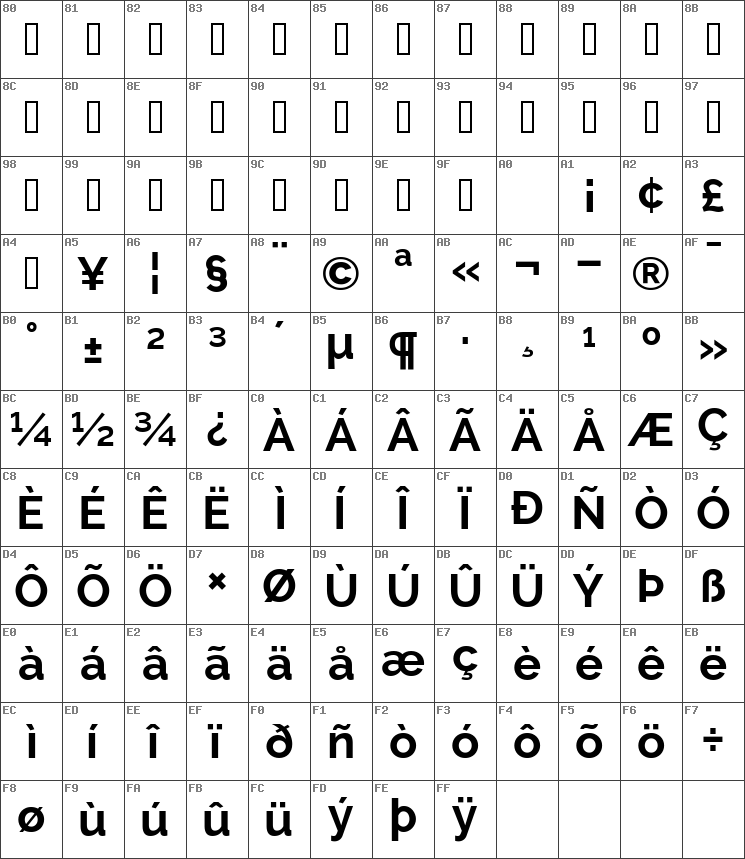 80 81 82 83 84 85 86 87 88 89 8A 8B
8C 8D 8E 8F 90 91 92 93 94 95 96 97
98 99 9A 9B 9C 9D 9E 9F A0 A1 A2 A3
¡ ¢ £
A4 A5 A6 A7 A8 A9 AA AB AC AD AE AF
¥ ¦ § ¨ © ª « ¬ - ® ¯
B0 B1 B2 B3 B4 B5 B6 B7 B8 B9 BA BB
° ± ² ³ ´ µ ¶ · ¸ ¹ º »
BC BD BE BF C0 C1 C2 C3 C4 C5 C6 C7
¼ ½ ¾ ¿ À Á Â Ã Ä Å Æ Ç
C8 C9 CA CB CC CD CE CF D0 D1 D2 D3
È É Ê Ë Ì Í Î Ï Ð Ñ Ò Ó
D4 D5 D6 D7 D8 D9 DA DB DC DD DE DF
Ô Õ Ö × Ø Ù Ú Û Ü Ý Þ ß
E0 E1 E2 E3 E4 E5 E6 E7 E8 E9 EA EB
à á â ã ä å æ ç è é ê ë
EC ED EE EF F0 F1 F2 F3 F4 F5 F6 F7
ì í î ï ð ñ ò ó ô õ ö ÷
F8 F9 FA FB FC FD FE FF
ø ù ú û ü ý þ ÿ